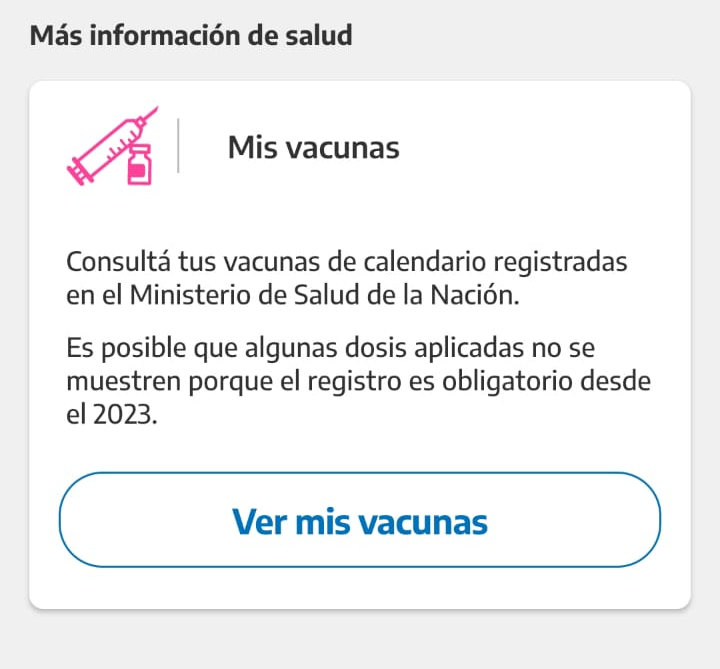 Más información de salud
Mis vacunas
Consultá tus vacunas de calendario registradas
en el Ministerio de Salud de la Nación.
Es posible que algunas dosis aplicadas no se
muestren porque el registro es obligatorio desde
el 2023.
Ver mis vacunas